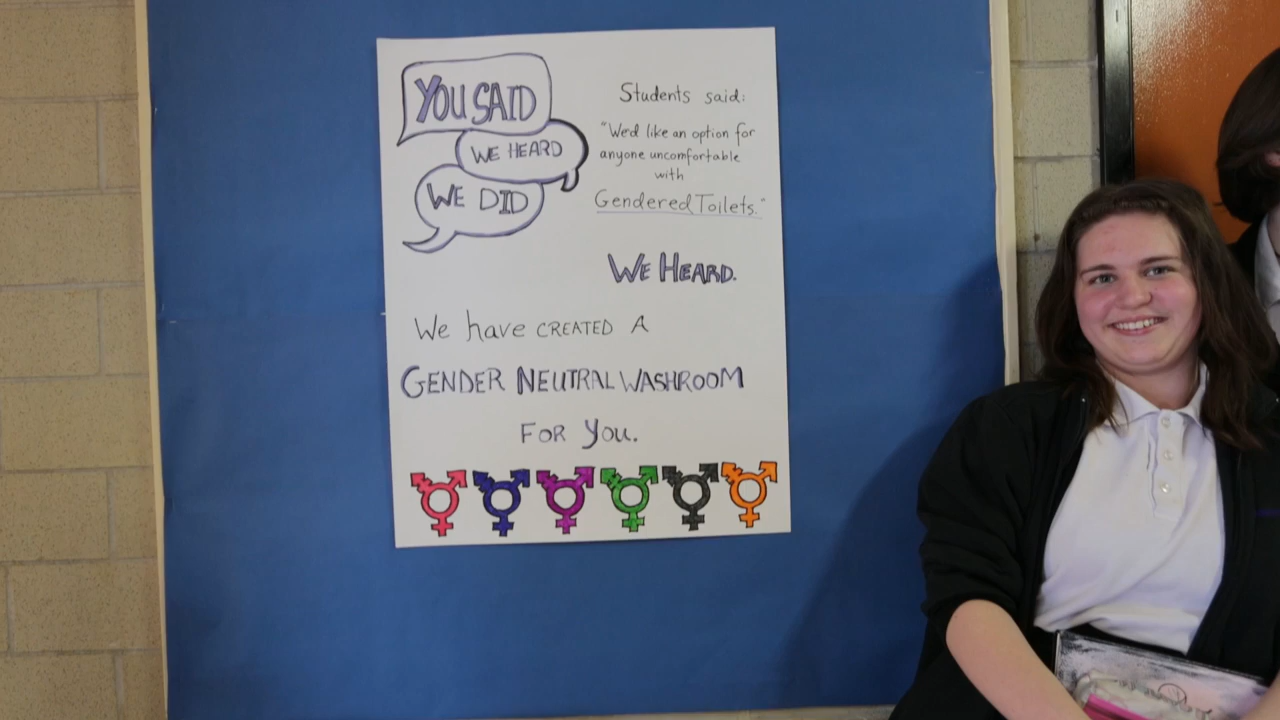 YOU SAID
WE HEARD
WE DID
Students said:
"We'd like an option for
anyone uncomfortable
with
Gendered Toilets."
WE HEARD.
We have CREATED A
GENDER NEUTRAL WASHROOM
FOR YOU.